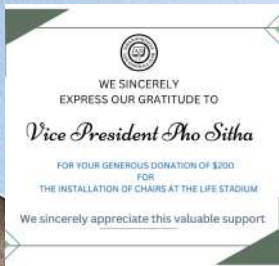 WE SINCERELY
EXPRESS OUR GRATITUDE TO
Vice President Pho Sitha
FOR YOUR GENEROUS DONATION OF $200
FOR
THE INSTALLATION OF CHAIRS AT THE LIFE STADIUM
We sincerely appreciate this valuable support